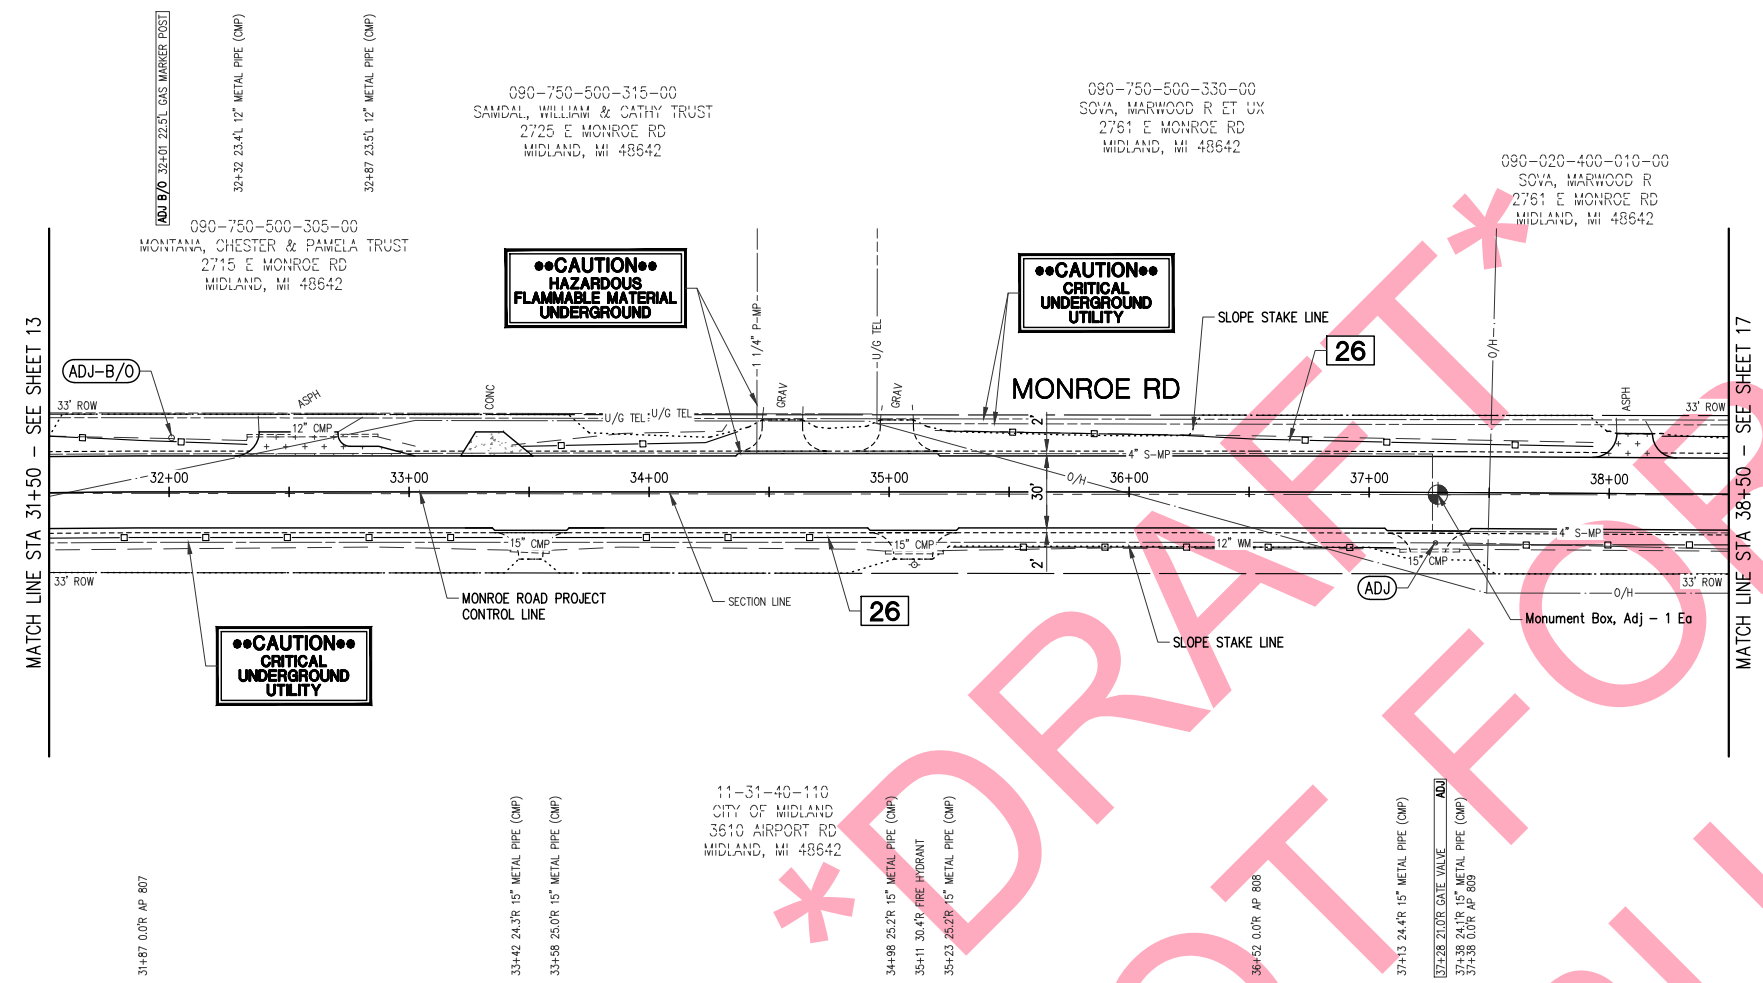 ADJ B/O 32+01 22.5'L GAS MARKER POST
32+32 23.4'L 12" METAL PIPE (CMP)
32+87 23.5'L 12" METAL PIPE (CMP)
090-750-500-315-00
SAMDAL, WILLIAM & CATHY TRUST
2725 E MONROE RD
MIDLAND, MI 48642
090-750-500-330-00
SOVA, MARWOOD R ET UX
2761 E MONROE RD
MIDLAND, MI 48642
090-020-400-010-00
SOVA, MARWOOD R
2761 E MONROE RD
MIDLAND, MI 48642
090-750-500-305-00
MONTANA, CHESTER & PAMELA TRUST
2715 E MONROE RD
MIDLAND, MI 48642
••CAUTION••
HAZARDOUS
FLAMMABLE MATERIAL
UNDERGROUND
••CAUTION••
CRITICAL
UNDERGROUND
UTILITY
SLOPE STAKE LINE
26
MATCH LINE STA 31+50 - SEE SHEET 13
MATCH LINE STA 38+50 - SEE SHEET 17
ADJ-B/O
1 1/4" P-MP
U/G TEL
O/H
MONROE RD
33' ROW
ASPH
CONC
GRAV
GRAV
ASPH
33' ROW
12" CMP
U/G TEL
U/G TEL
2'
4" S-MP
32+00
33+00
34+00
35+00
36+00
37+00
38+00
O/H
30'
15" CMP
15" CMP
12" WM
4" S-MP
15" CMP
2'
33' ROW
33' ROW
ADJ
O/H
MONROE ROAD PROJECT
CONTROL LINE
SECTION LINE
26
SLOPE STAKE LINE
Monument Box, Adj - 1 Ea
••CAUTION••
CRITICAL
UNDERGROUND
UTILITY
11-31-40-110
CITY OF MIDLAND
3610 AIRPORT RD
MIDLAND, MI 48642
31+87 0.0'R AP 807
33+42 24.3'R 15" METAL PIPE (CMP)
33+58 25.0'R 15" METAL PIPE (CMP)
34+98 25.2'R 15" METAL PIPE (CMP)
35+11 30.4'R FIRE HYDRANT
35+23 25.2'R 15" METAL PIPE (CMP)
36+52 0.0'R AP 808
37+13 24.4'R 15" METAL PIPE (CMP)
37+28 21.0'R GATE VALVE ADJ
37+38 24.1'R 15" METAL PIPE (CMP)
37+38 0.0'R AP 809
*DRAFT*
OT FOR